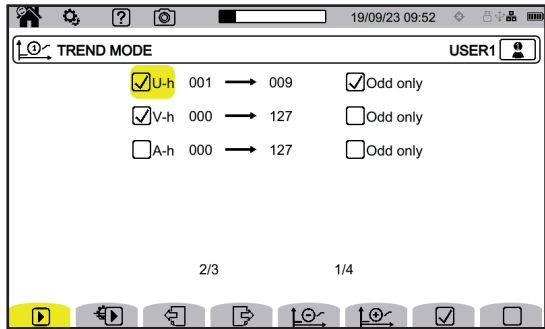 ? 19/09/23 09:52
1 TREND MODE USER1
U-h 001 → 009 Odd only
V-h 000 → 127 Odd only
A-h 000 → 127 Odd only
2/3 1/4